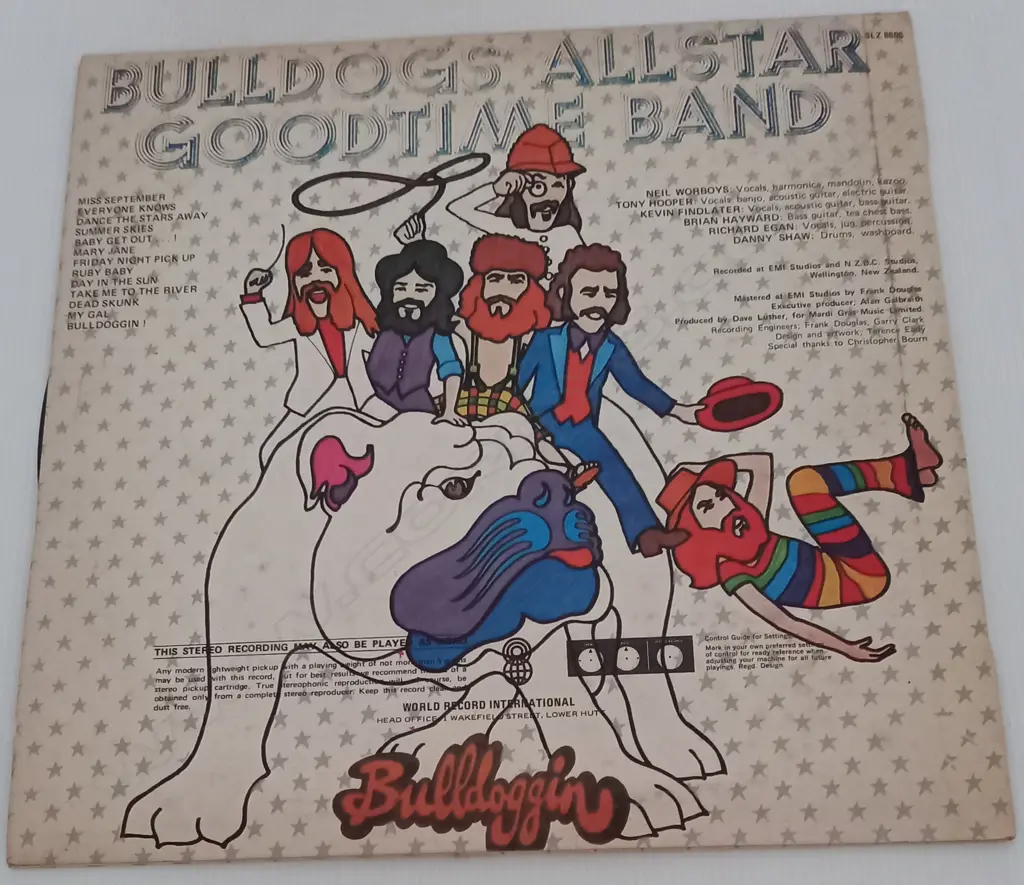 BULLDOGS ALLSTAR
GOODTIME BAND
MISS SEPTEMBER
EVERYONE KNOWS
DANCE THE STARS AWAY
SUMMER SKIES
BABY GET OUT . . !
MARY JANE
FRIDAY NIGHT PICK UP
RUBY BABY
DAY IN THE SUN
TAKE ME TO THE RIVER
DEAD SKUNK
MY GAL
BULLDOGGIN !
NEIL WORBOYS: Vocals, harmonica, mandolin, kazoo.
TONY HOOPER: Vocals, banjo, acoustic guitar, electric guitar.
KEVIN FINDLATER: Vocals, acoustic guitar, bass guitar.
BRIAN HAYWARD: Bass guitar, tea chest bass.
RICHARD EGAN: Vocals, jug, percussion.
DANNY SHAW: Drums, washboard.
Recorded at EMI Studios and N.Z.B.C. Studios,
Wellington, New Zealand.
Mastered at EMI Studios by Frank Douglas
Executive producer; Alan Galbraith
Produced by Dave Luther, for Mardi Gras Music Limited
Recording Engineers; Frank Douglas, Garry Clark
Design and artwork; Terence Eady
Special thanks to Christopher Bourn
THIS STEREO RECORDING MAY ALSO BE PLAYED
Any modern lightweight pickup with a playing weight of not more than
may be used with this record, but for best results we recommend of a
stereo pickup cartridge. True stereophonic reproduction will course, be
obtained only from a complete stereo reproducer. Keep this record clean and
dust free.
Control Guide for Settings
Mark in your own preferred
of control for ready reference when
adjusting your machine for all future
playings. Regd. Design
WORLD RECORD INTERNATIONAL
HEAD OFFICE, 1 WAKEFIELD STREET, LOWER HUTT
Bulldoggin